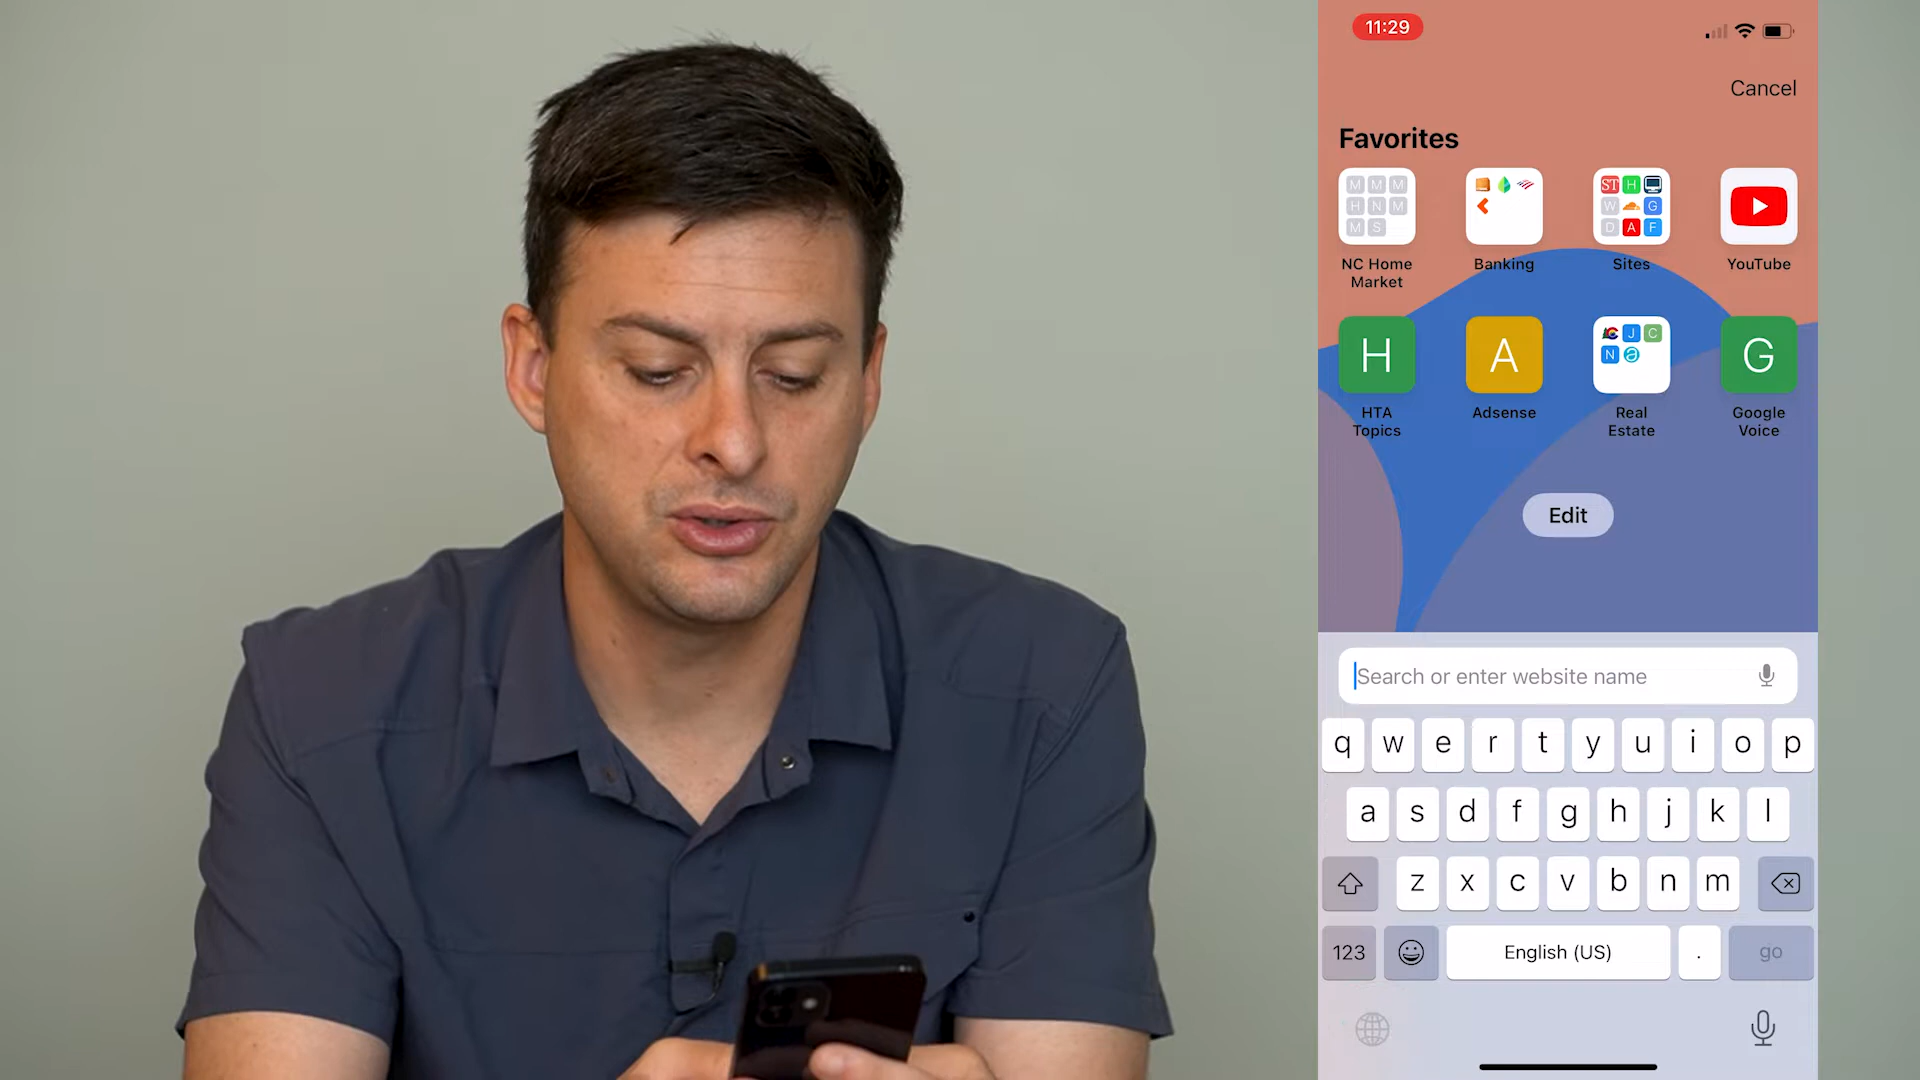 11:29
Cancel
Favorites
M M M
H N M
M S
ST H
W G
D A F
NC Home
Market
Banking
Sites
YouTube
H
A
J C
N a
G
HTA
Topics
Adsense
Real
Estate
Google
Voice
Edit
Search or enter website name
q w e r t y u i o p
a s d f g h j k l
z x c v b n m
123
English (US)
.
go